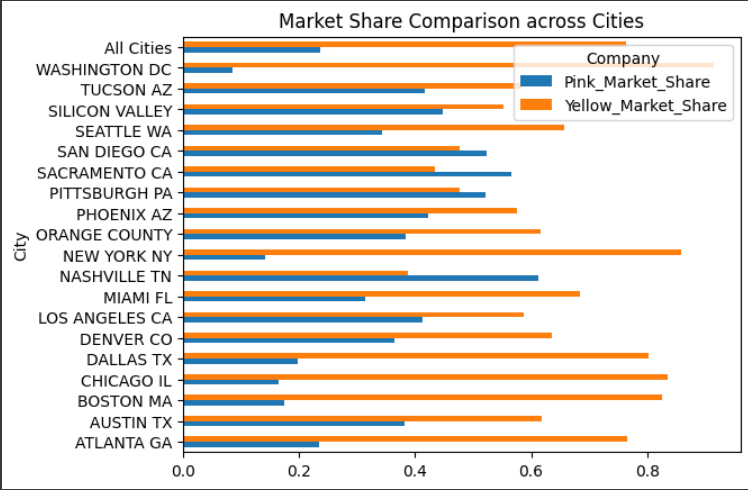 Market Share Comparison across Cities
Company
Pink_Market_Share
Yellow_Market_Share
City
All Cities
WASHINGTON DC
TUCSON AZ
SILICON VALLEY
SEATTLE WA
SAN DIEGO CA
SACRAMENTO CA
PITTSBURGH PA
PHOENIX AZ
ORANGE COUNTY
NEW YORK NY
NASHVILLE TN
MIAMI FL
LOS ANGELES CA
DENVER CO
DALLAS TX
CHICAGO IL
BOSTON MA
AUSTIN TX
ATLANTA GA
0.0 0.2 0.4 0.6 0.8